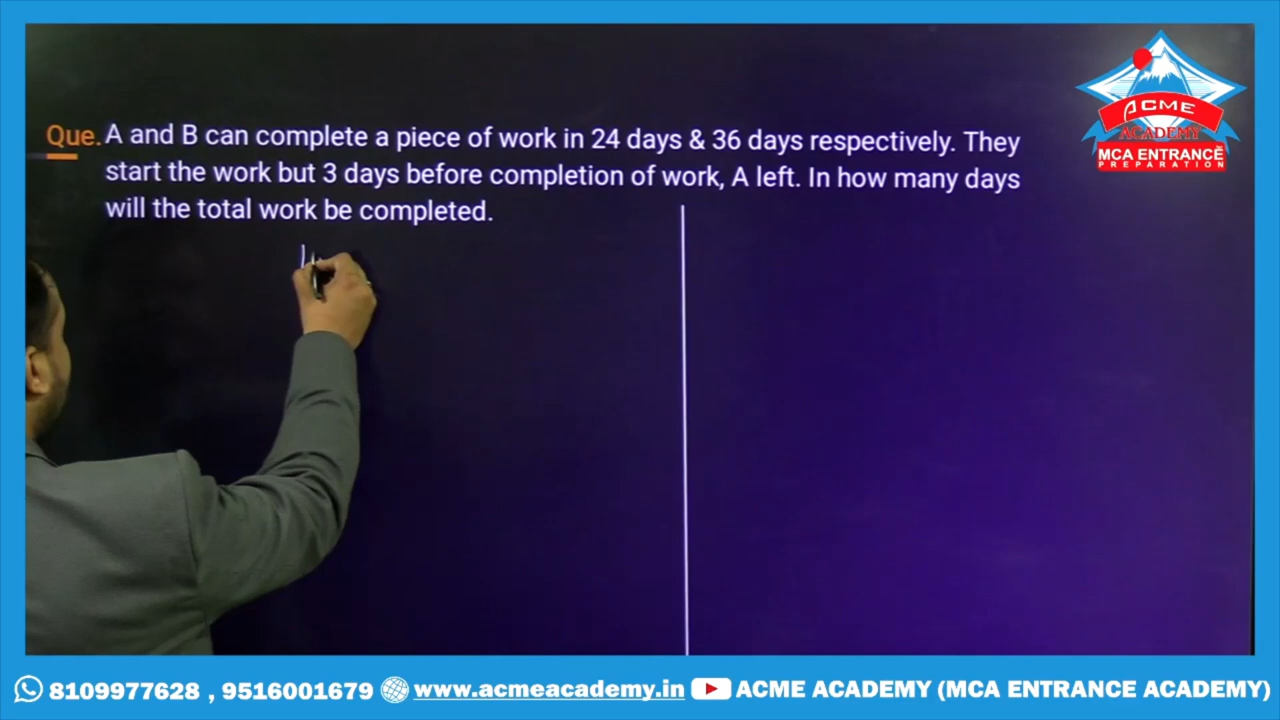 Que. A and B can complete a piece of work in 24 days & 36 days respectively. They
start the work but 3 days before completion of work, A left. In how many days
will the total work be completed.
ACME
ACADEMY
MCA ENTRANCE
PREPARATION
8109977628 , 9516001679 www.acmeacademy.in ACME ACADEMY (MCA ENTRANCE ACADEMY)